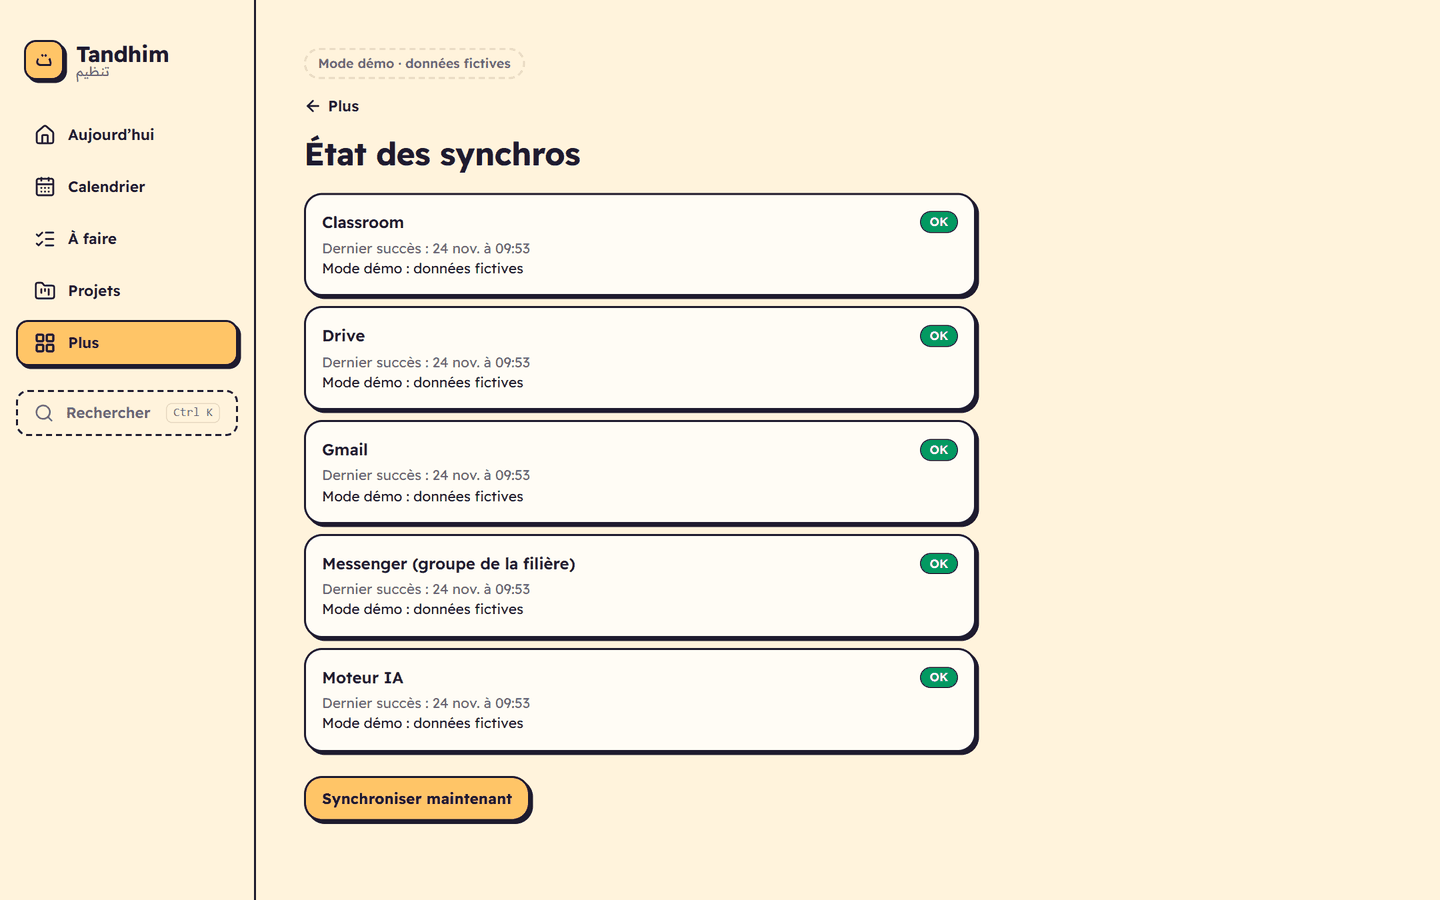 ت
Tandhim
تنظيم
Aujourd’hui
Calendrier
À faire
Projets
Plus
Rechercher Ctrl K
Mode démo · données fictives
← Plus
État des synchros
Classroom OK
Dernier succès : 24 nov. à 09:53
Mode démo : données fictives
Drive OK
Dernier succès : 24 nov. à 09:53
Mode démo : données fictives
Gmail OK
Dernier succès : 24 nov. à 09:53
Mode démo : données fictives
Messenger (groupe de la filière) OK
Dernier succès : 24 nov. à 09:53
Mode démo : données fictives
Moteur IA OK
Dernier succès : 24 nov. à 09:53
Mode démo : données fictives
Synchroniser maintenant